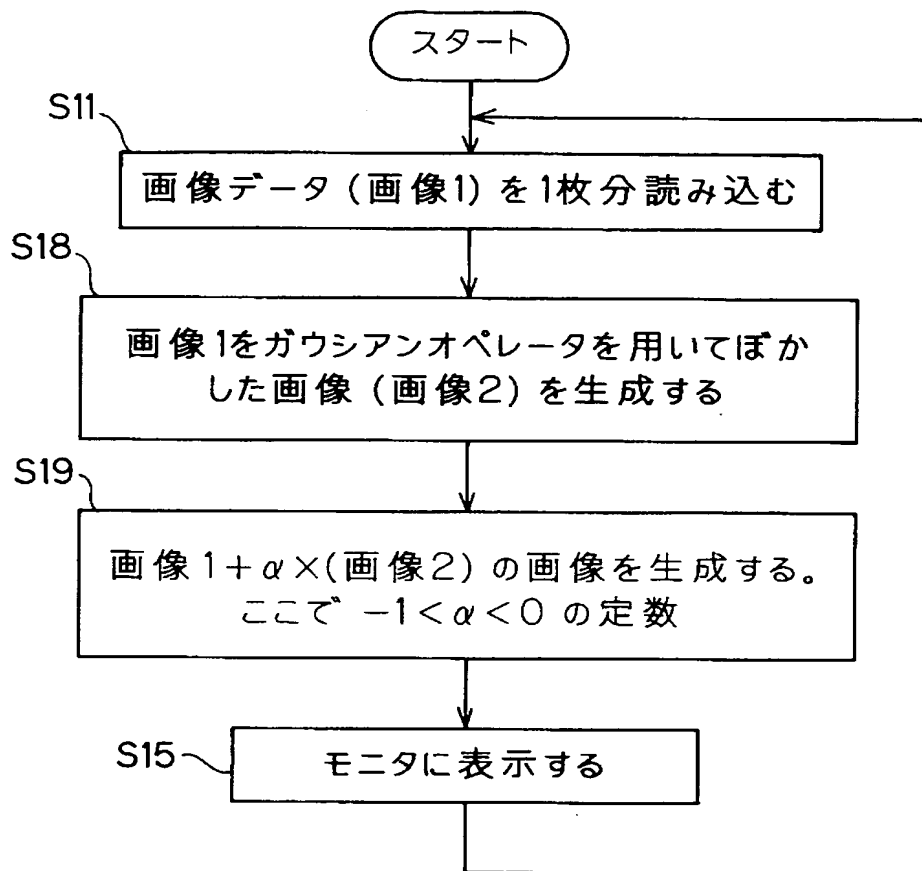 スタート
S11
画像データ(画像1)を1枚分読み込む
S18
画像1をガウシアンオペレータを用いてぼか
した画像(画像2)を生成する
S19
画像1+α×(画像2)の画像を生成する。
ここで −1<α<0 の定数
S15
モニタに表示する